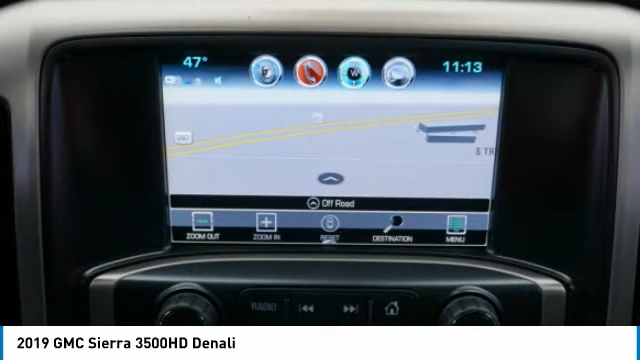 47°
11:13
S TR
Off Road
ZOOM OUT
ZOOM IN
RESET
DESTINATION
MENU
RADIO
2019 GMC Sierra 3500HD Denali